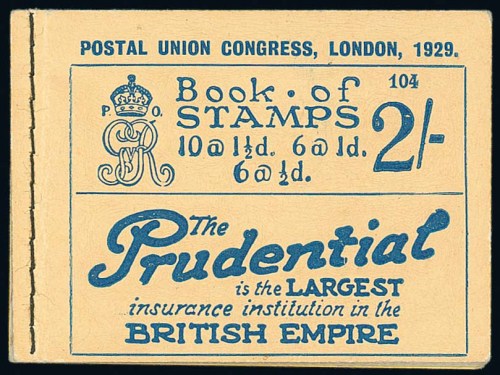 POSTAL UNION CONGRESS, LONDON, 1929.
P. O.
GRV
Book of
STAMPS
104
10@1½d. 6@1d.
6@½d.
2/-
The
Prudential
is the LARGEST
insurance institution in the
BRITISH EMPIRE